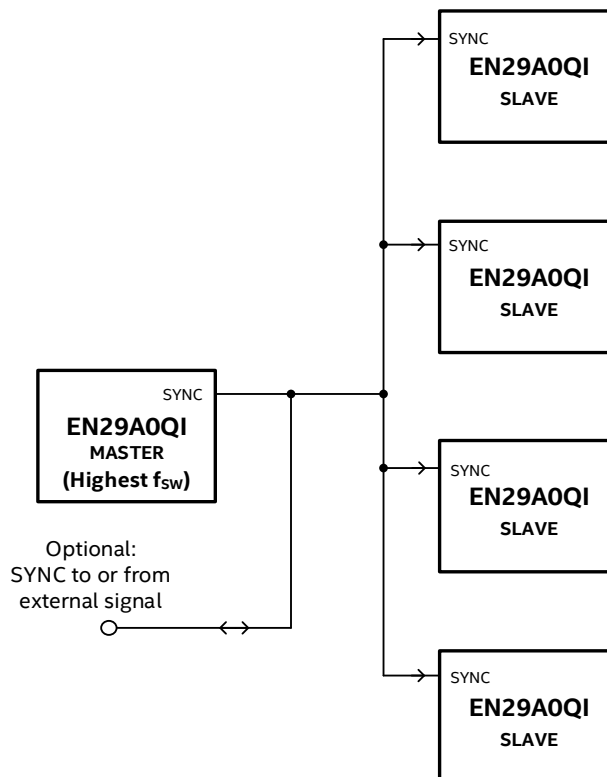 SYNC
EN29A0QI
SLAVE
SYNC
EN29A0QI
SLAVE
SYNC
EN29A0QI
MASTER
(Highest fsw)
Optional:
SYNC to or from
external signal
SYNC
EN29A0QI
SLAVE
SYNC
EN29A0QI
SLAVE